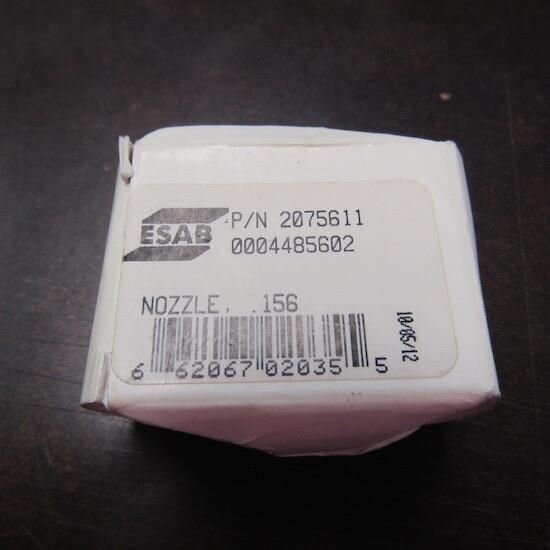 ESAB
P/N 2075611
0004485602
NOZZLE, .156
6 62067 02035 5
10/05/12